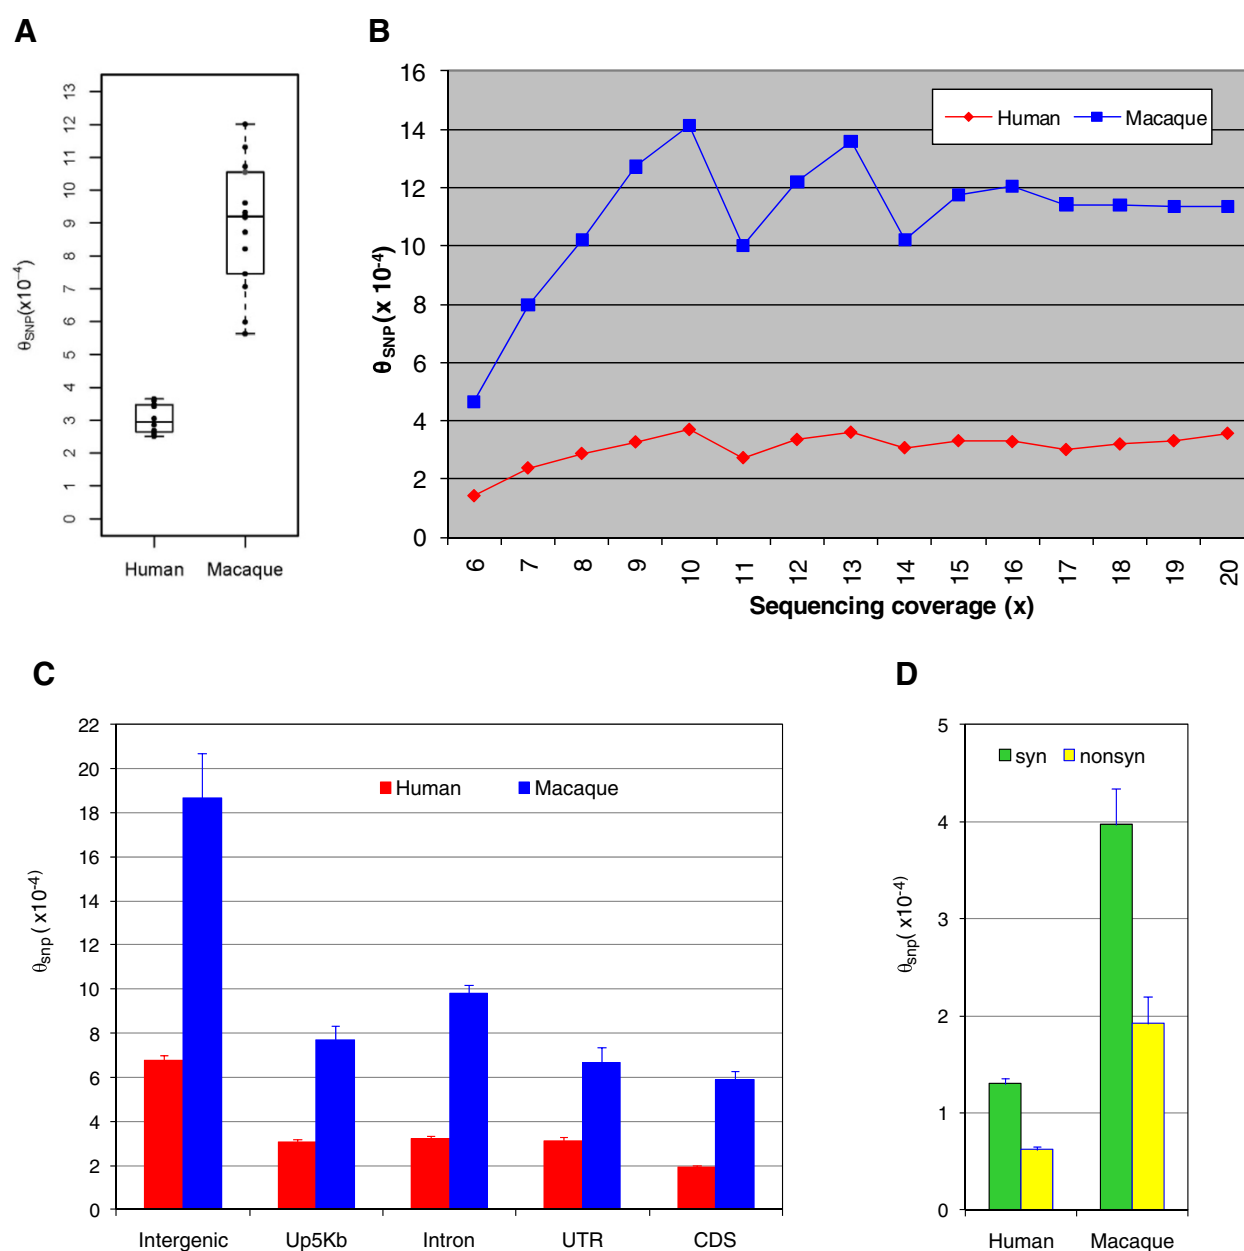 A
13
12
11
10
9
8
7
6
5
4
3
2
1
0
θSNP(x10⁻⁴)
Human Macaque
B
16
14
12
10
8
6
4
2
0
θSNP (x 10⁻⁴)
Human Macaque
6 7 8 9 10 11 12 13 14 15 16 17 18 19 20
Sequencing coverage (x)
C
22
20
18
16
14
12
10
8
6
4
2
0
θsnp( x10⁻⁴)
Human Macaque
Intergenic Up5Kb Intron UTR CDS
D
5
4
3
2
1
0
θsnp( x10⁻⁴)
syn nonsyn
Human Macaque